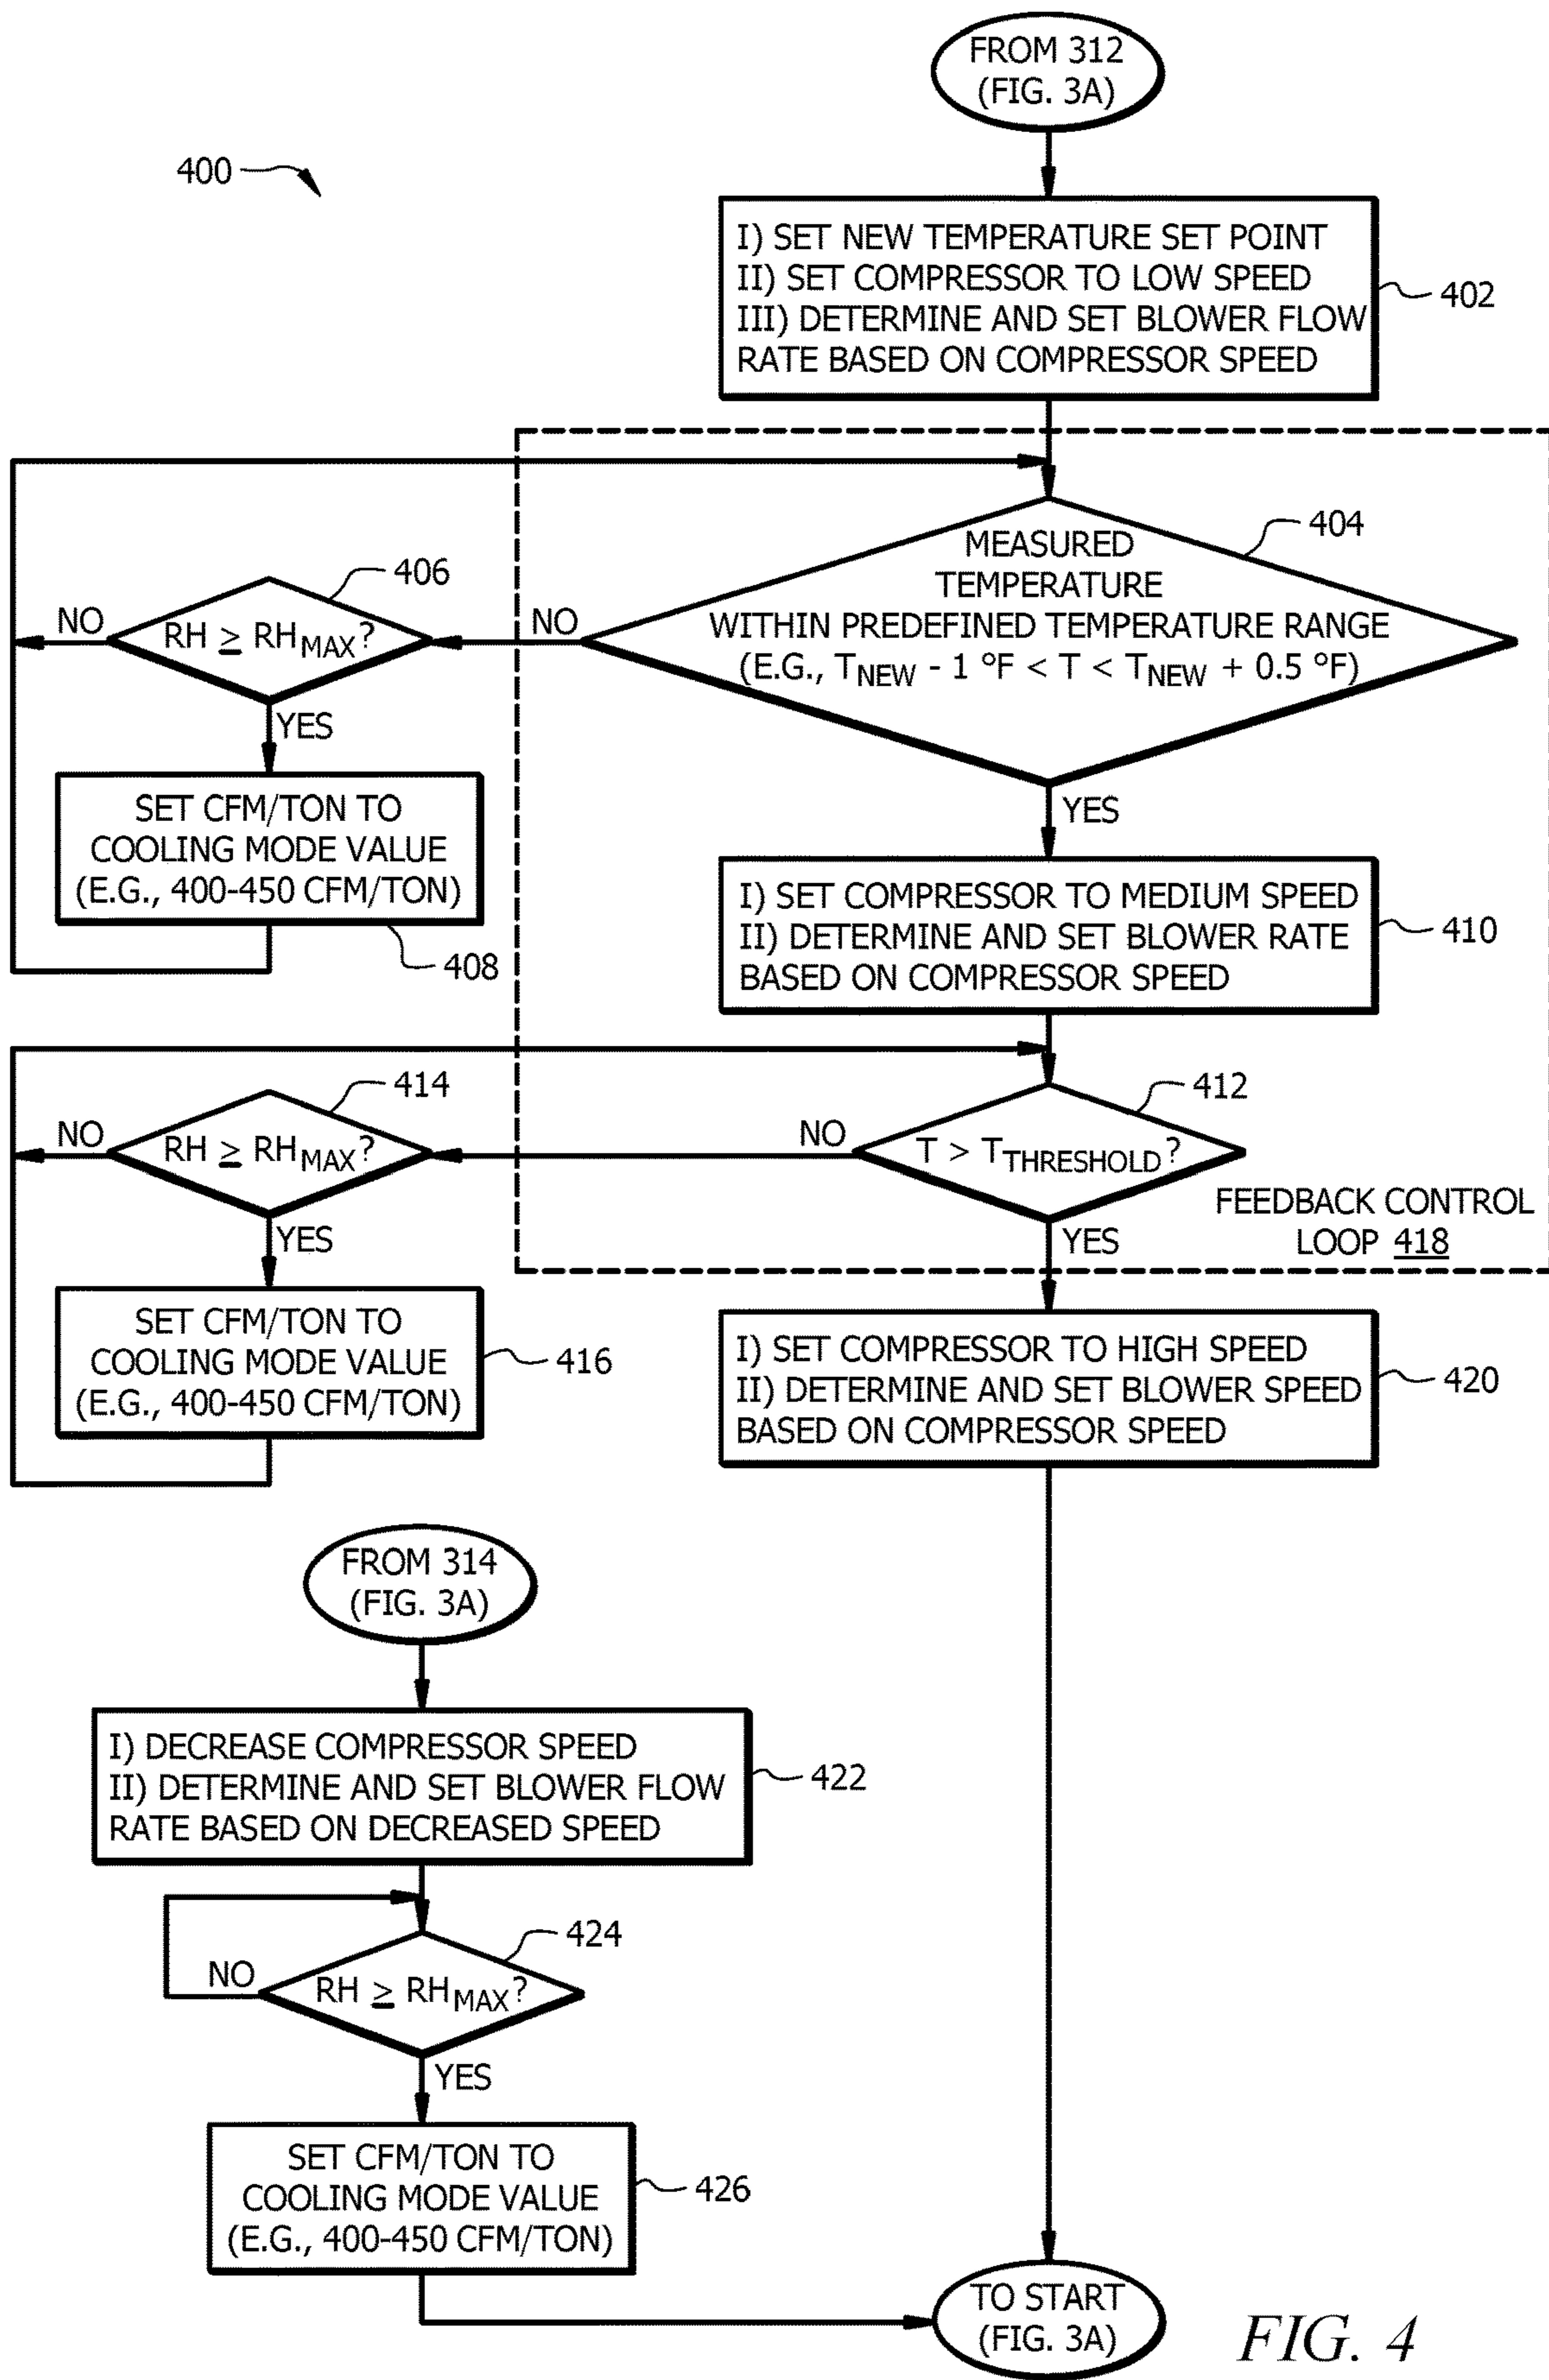 FROM 312
(FIG. 3A)
400
I) SET NEW TEMPERATURE SET POINT
II) SET COMPRESSOR TO LOW SPEED
III) DETERMINE AND SET BLOWER FLOW
RATE BASED ON COMPRESSOR SPEED
402
404
MEASURED
TEMPERATURE
WITHIN PREDEFINED TEMPERATURE RANGE
(E.G., TNEW - 1 °F < T < TNEW + 0.5 °F)
NO
YES
406
RH ≥ RHMAX?
NO
YES
SET CFM/TON TO
COOLING MODE VALUE
(E.G., 400-450 CFM/TON)
408
I) SET COMPRESSOR TO MEDIUM SPEED
II) DETERMINE AND SET BLOWER RATE
BASED ON COMPRESSOR SPEED
410
412
T > TTHRESHOLD?
NO
YES
FEEDBACK CONTROL
LOOP 418
414
RH ≥ RHMAX?
NO
YES
SET CFM/TON TO
COOLING MODE VALUE
(E.G., 400-450 CFM/TON)
416
I) SET COMPRESSOR TO HIGH SPEED
II) DETERMINE AND SET BLOWER SPEED
BASED ON COMPRESSOR SPEED
420
FROM 314
(FIG. 3A)
I) DECREASE COMPRESSOR SPEED
II) DETERMINE AND SET BLOWER FLOW
RATE BASED ON DECREASED SPEED
422
424
RH ≥ RHMAX?
NO
YES
SET CFM/TON TO
COOLING MODE VALUE
(E.G., 400-450 CFM/TON)
426
TO START
(FIG. 3A)
FIG. 4